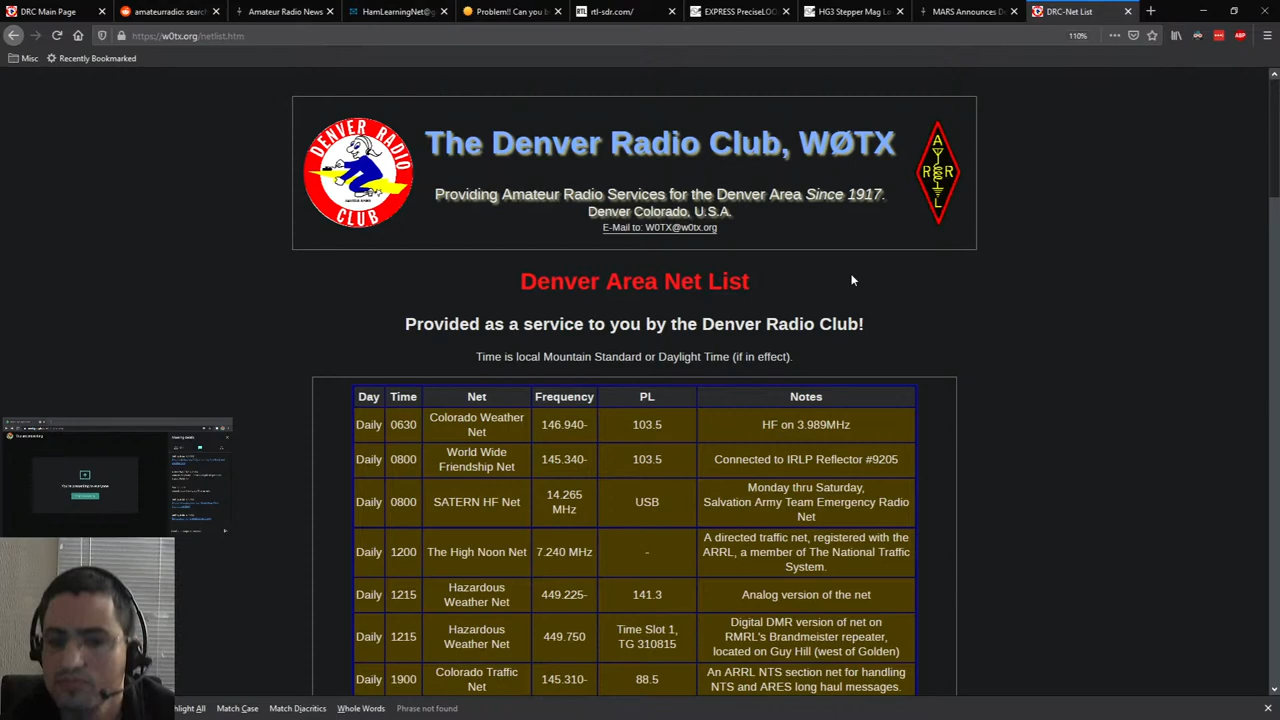 DRC Main Page
amateurradio: searc
Amateur Radio News
HamLearningNet@g
Problem!! Can you b
rtl-sdr.com/
EXPRESS PreciseLOO
HG3 Stepper Mag Lo
MARS Announces De
DRC-Net List
https://w0tx.org/netlist.htm
110%
ABP
Misc
Recently Bookmarked
DENVER RADIO CLUB
The Denver Radio Club, WØTX
Providing Amateur Radio Services for the Denver Area Since 1917.
Denver Colorado, U.S.A.
E-Mail to: W0TX@w0tx.org
A
R R
L
Denver Area Net List
Provided as a service to you by the Denver Radio Club!
Time is local Mountain Standard or Daylight Time (if in effect).
Day Time Net Frequency PL Notes
Daily 0630 Colorado Weather Net 146.940- 103.5 HF on 3.989MHz
Daily 0800 World Wide Friendship Net 145.340- 103.5 Connected to IRLP Reflector #9205
Daily 0800 SATERN HF Net 14.265 MHz USB Monday thru Saturday, Salvation Army Team Emergency Radio Net
Daily 1200 The High Noon Net 7.240 MHz - A directed traffic net, registered with the ARRL, a member of The National Traffic System.
Daily 1215 Hazardous Weather Net 449.225- 141.3 Analog version of the net
Daily 1215 Hazardous Weather Net 449.750 Time Slot 1, TG 310815 Digital DMR version of net on RMRL's Brandmeister repeater, located on Guy Hill (west of Golden)
Daily 1900 Colorado Traffic Net 145.310- 88.5 An ARRL NTS section net for handling NTS and ARES long haul messages.
hlight All
Match Case
Match Diacritics
Whole Words
Phrase not found